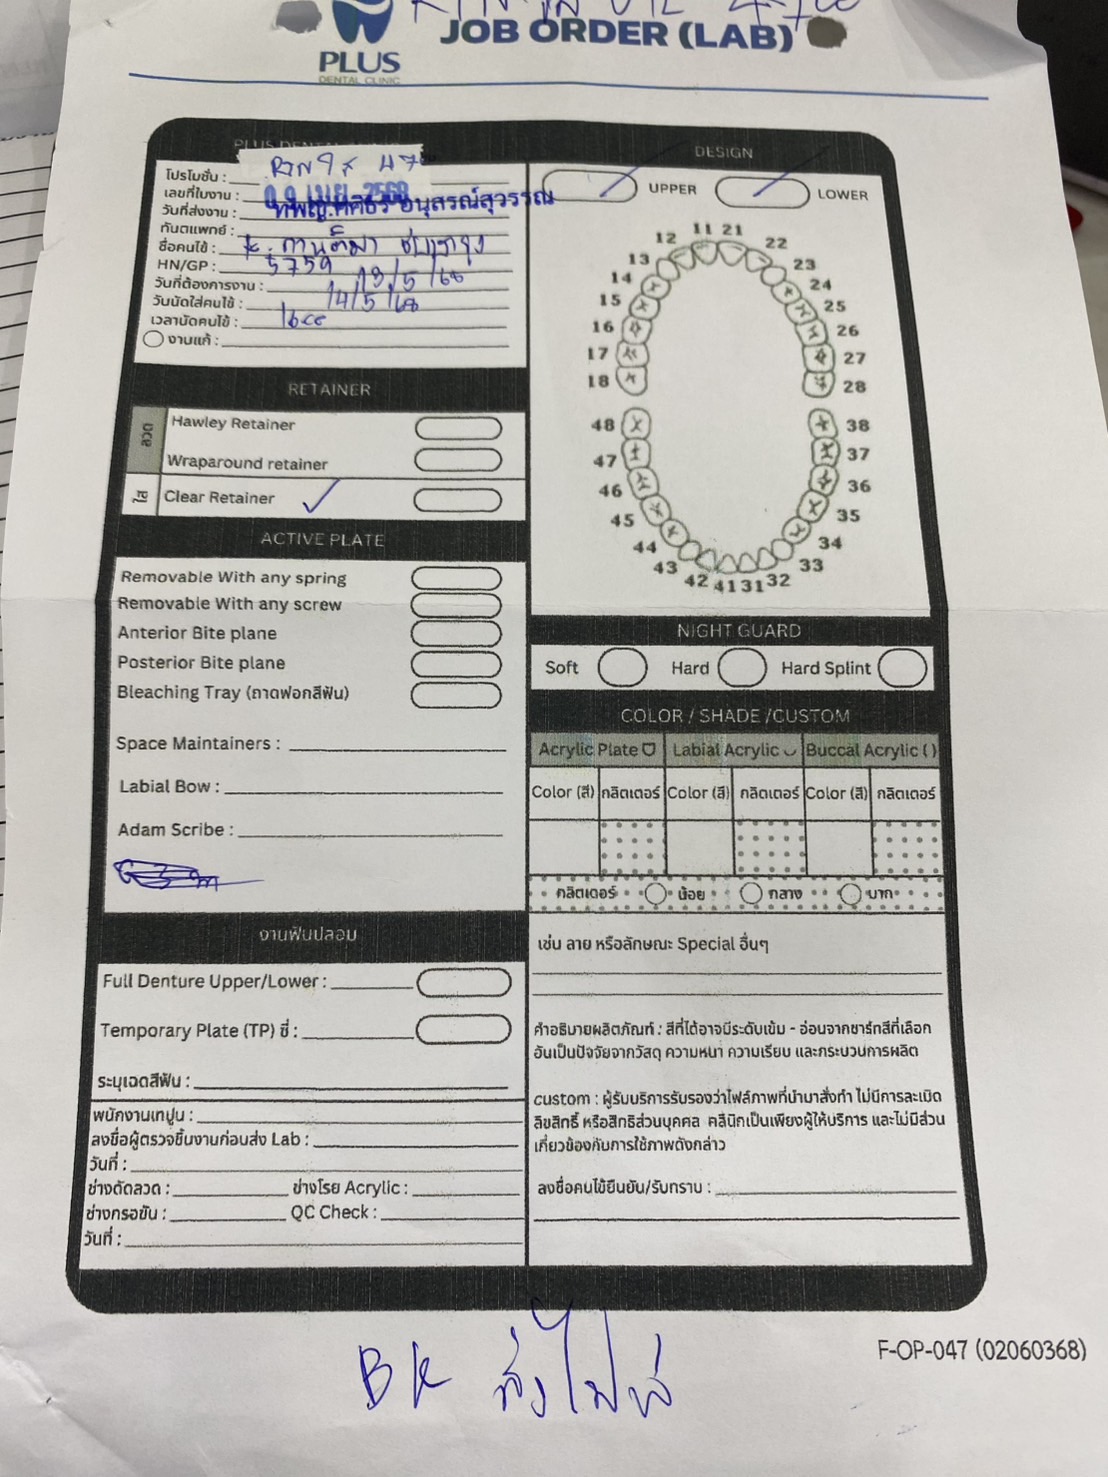 JOB ORDER (LAB)
PLUS
DENTAL CLINIC
DESIGN
โปรโมชั่น :
เลขที่ใบงาน :
วันที่ส่งงาน : เม.ย. 2568
ทันตแพทย์ : ทพญ.ศศิธร อนุสรณ์สุวรรณ
ชื่อคนไข้ :
HN/GP : 5759
วันที่ต้องการงาน : 13/5/68
วันนัดใส่คนไข้ : 14/5/68
เวลานัดคนไข้ :
งานแก้ :
UPPER
LOWER
11 21
12 22
13 23
14 24
15 25
16 26
17 27
18 28
48 38
47 37
46 36
45 35
44 34
43 33
42 41 31 32
RETAINER
ลวด
Hawley Retainer
Wraparound retainer
ใส
Clear Retainer ✓
ACTIVE PLATE
Removable With any spring
Removable With any screw
Anterior Bite plane
Posterior Bite plane
Bleaching Tray (ถาดฟอกสีฟัน)
Space Maintainers :
Labial Bow :
Adam Scribe :
NIGHT GUARD
Soft Hard Hard Splint
COLOR / SHADE /CUSTOM
Acrylic Plate Labial Acrylic Buccal Acrylic ( )
Color (สี) กลิตเตอร์ Color (สี) กลิตเตอร์ Color (สี) กลิตเตอร์
กลิตเตอร์ น้อย กลาง มาก
เช่น ลาย หรือลักษณะ Special อื่นๆ
คำอธิบายผลิตภัณฑ์ : สีที่ได้อาจมีระดับเข้ม - อ่อนจากชาร์ทสีที่เลือก
อันเป็นปัจจัยจากวัสดุ ความหนา ความเรียบ และกระบวนการผลิต
custom : ผู้รับบริการรับรองว่าไฟล์ภาพที่นำมาสั่งทำ ไม่มีการละเมิด
ลิขสิทธิ์ หรือสิทธิส่วนบุคคล คลินิกเป็นเพียงผู้ให้บริการ และไม่มีส่วน
เกี่ยวข้องกับการใช้ภาพดังกล่าว
ลงชื่อคนไข้ยืนยัน/รับทราบ :
งานฟันปลอม
Full Denture Upper/Lower :
Temporary Plate (TP) ซี่ :
ระบุเฉดสีฟัน :
พนักงานเทปูน :
ลงชื่อผู้ตรวจชิ้นงานก่อนส่ง Lab :
วันที่ :
ช่างดัดลวด : ช่างโรย Acrylic :
ช่างกรอขัน : QC Check :
วันที่ :
F-OP-047 (02060368)
BK ส่งไปษ์